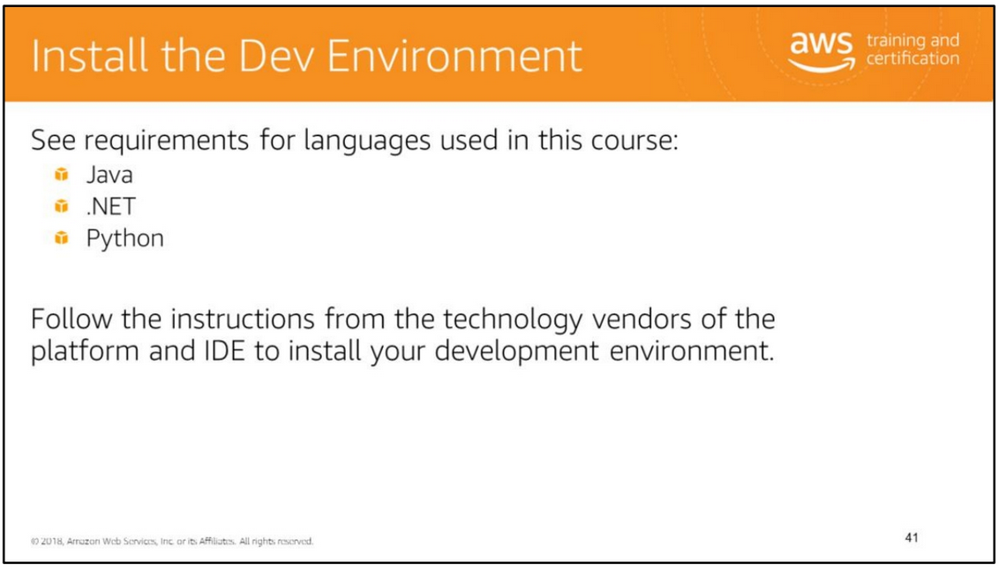 Install the Dev Environment
aws training and
certification
See requirements for languages used in this course:
Java
.NET
Python
Follow the instructions from the technology vendors of the
platform and IDE to install your development environment.
© 2018, Amazon Web Services, Inc. or its Affiliates. All rights reserved.
41